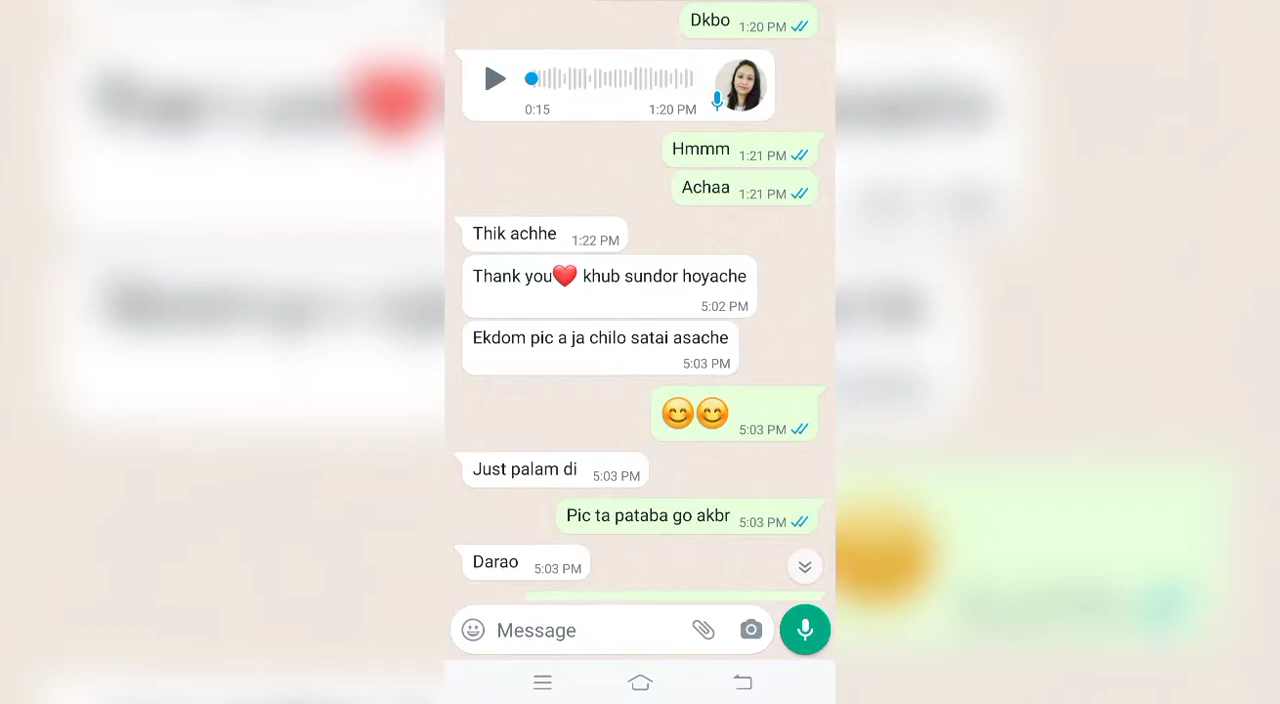 Dkbo 1:20 PM
0:15 1:20 PM
Hmmm 1:21 PM
Achaa 1:21 PM
Thik achhe 1:22 PM
Thank you❤️ khub sundor hoyache
5:02 PM
Ekdom pic a ja chilo satai asache
5:03 PM
😊😊 5:03 PM
Just palam di 5:03 PM
Pic ta pataba go akbr 5:03 PM
Darao 5:03 PM
Message